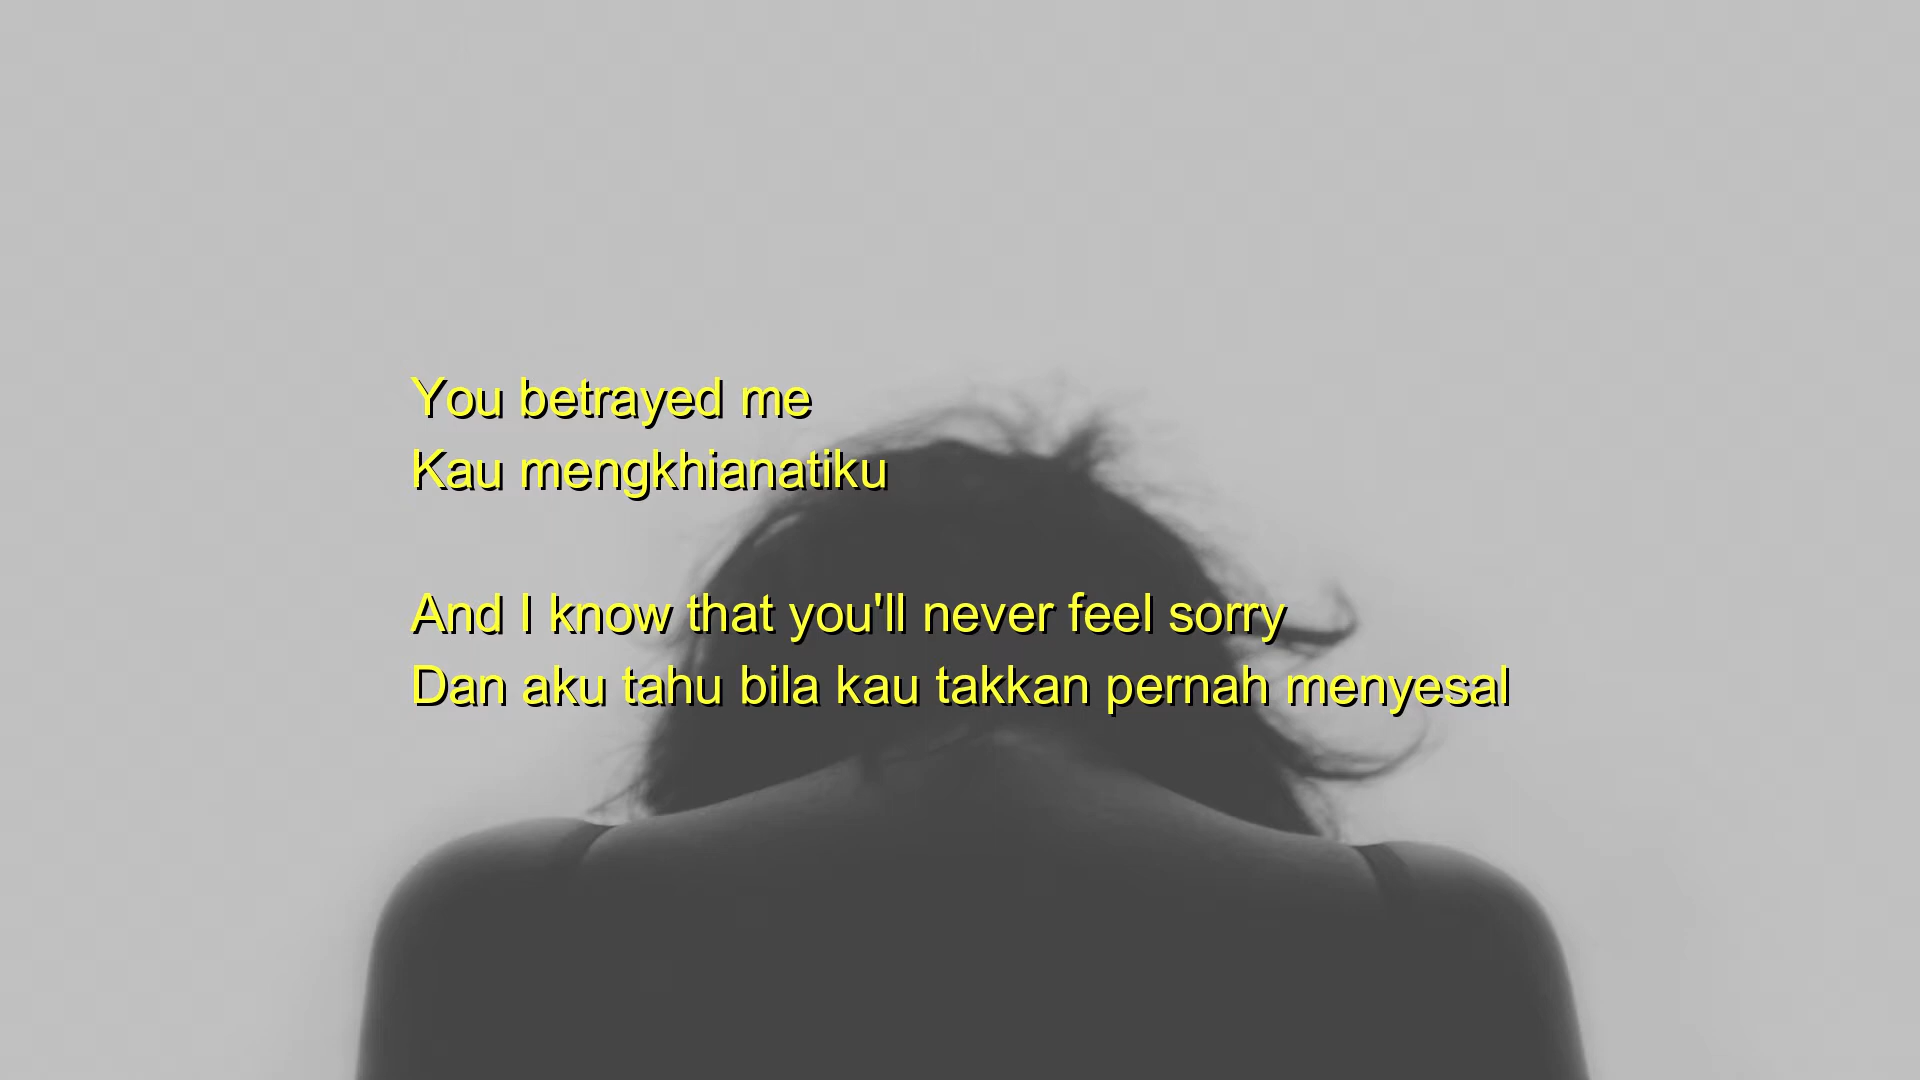 You betrayed me
Kau mengkhianatiku
And I know that you'll never feel sorry
Dan aku tahu bila kau takkan pernah menyesal